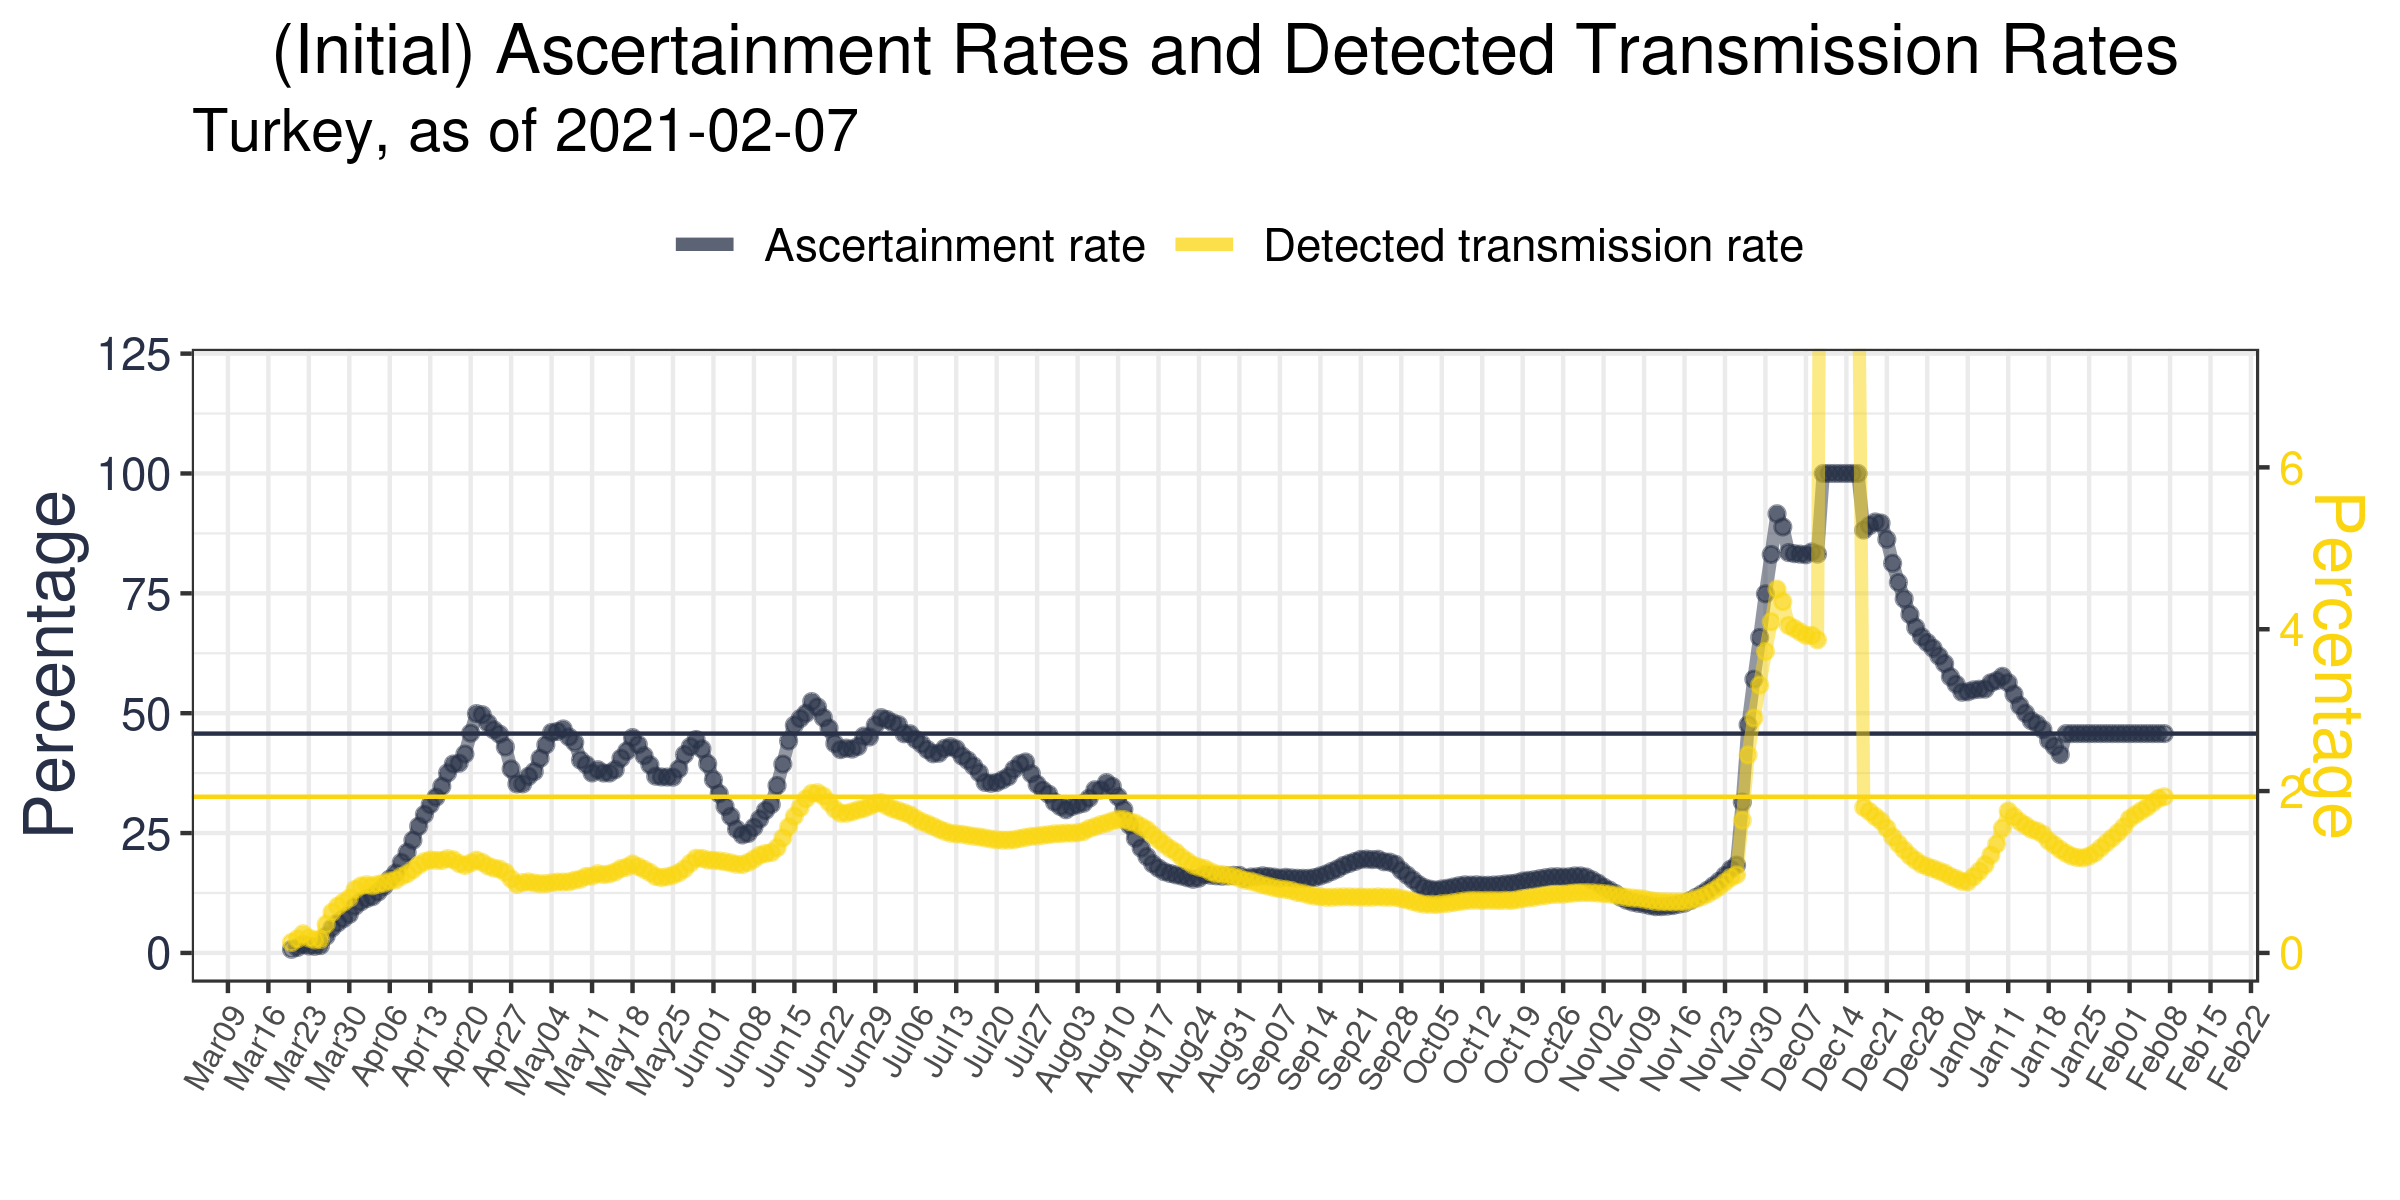 (Initial) Ascertainment Rates and Detected Transmission Rates
Turkey, as of 2021-02-07
Ascertainment rate
Detected transmission rate
125
100
75
50
25
0
Percentage
6
4
2
0
Percentage
Mar09
Mar16
Mar23
Mar30
Apr06
Apr13
Apr20
Apr27
May04
May11
May18
May25
Jun01
Jun08
Jun15
Jun22
Jun29
Jul06
Jul13
Jul20
Jul27
Aug03
Aug10
Aug17
Aug24
Aug31
Sep07
Sep14
Sep21
Sep28
Oct05
Oct12
Oct19
Oct26
Nov02
Nov09
Nov16
Nov23
Nov30
Dec07
Dec14
Dec21
Dec28
Jan04
Jan11
Jan18
Jan25
Feb01
Feb08
Feb15
Feb22